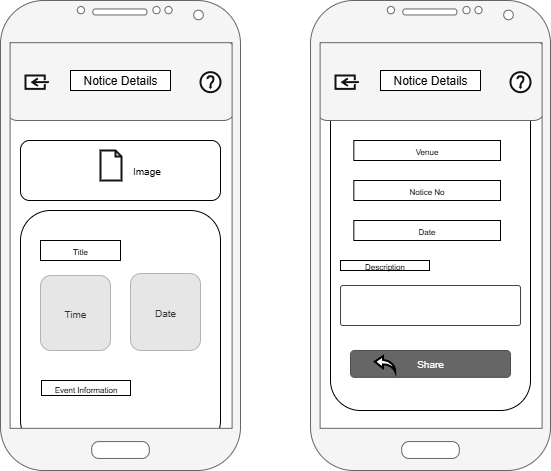 Notice Details
?
Image
Title
Time
Date
Event Information
Notice Details
?
Venue
Notice No
Date
Description
Share